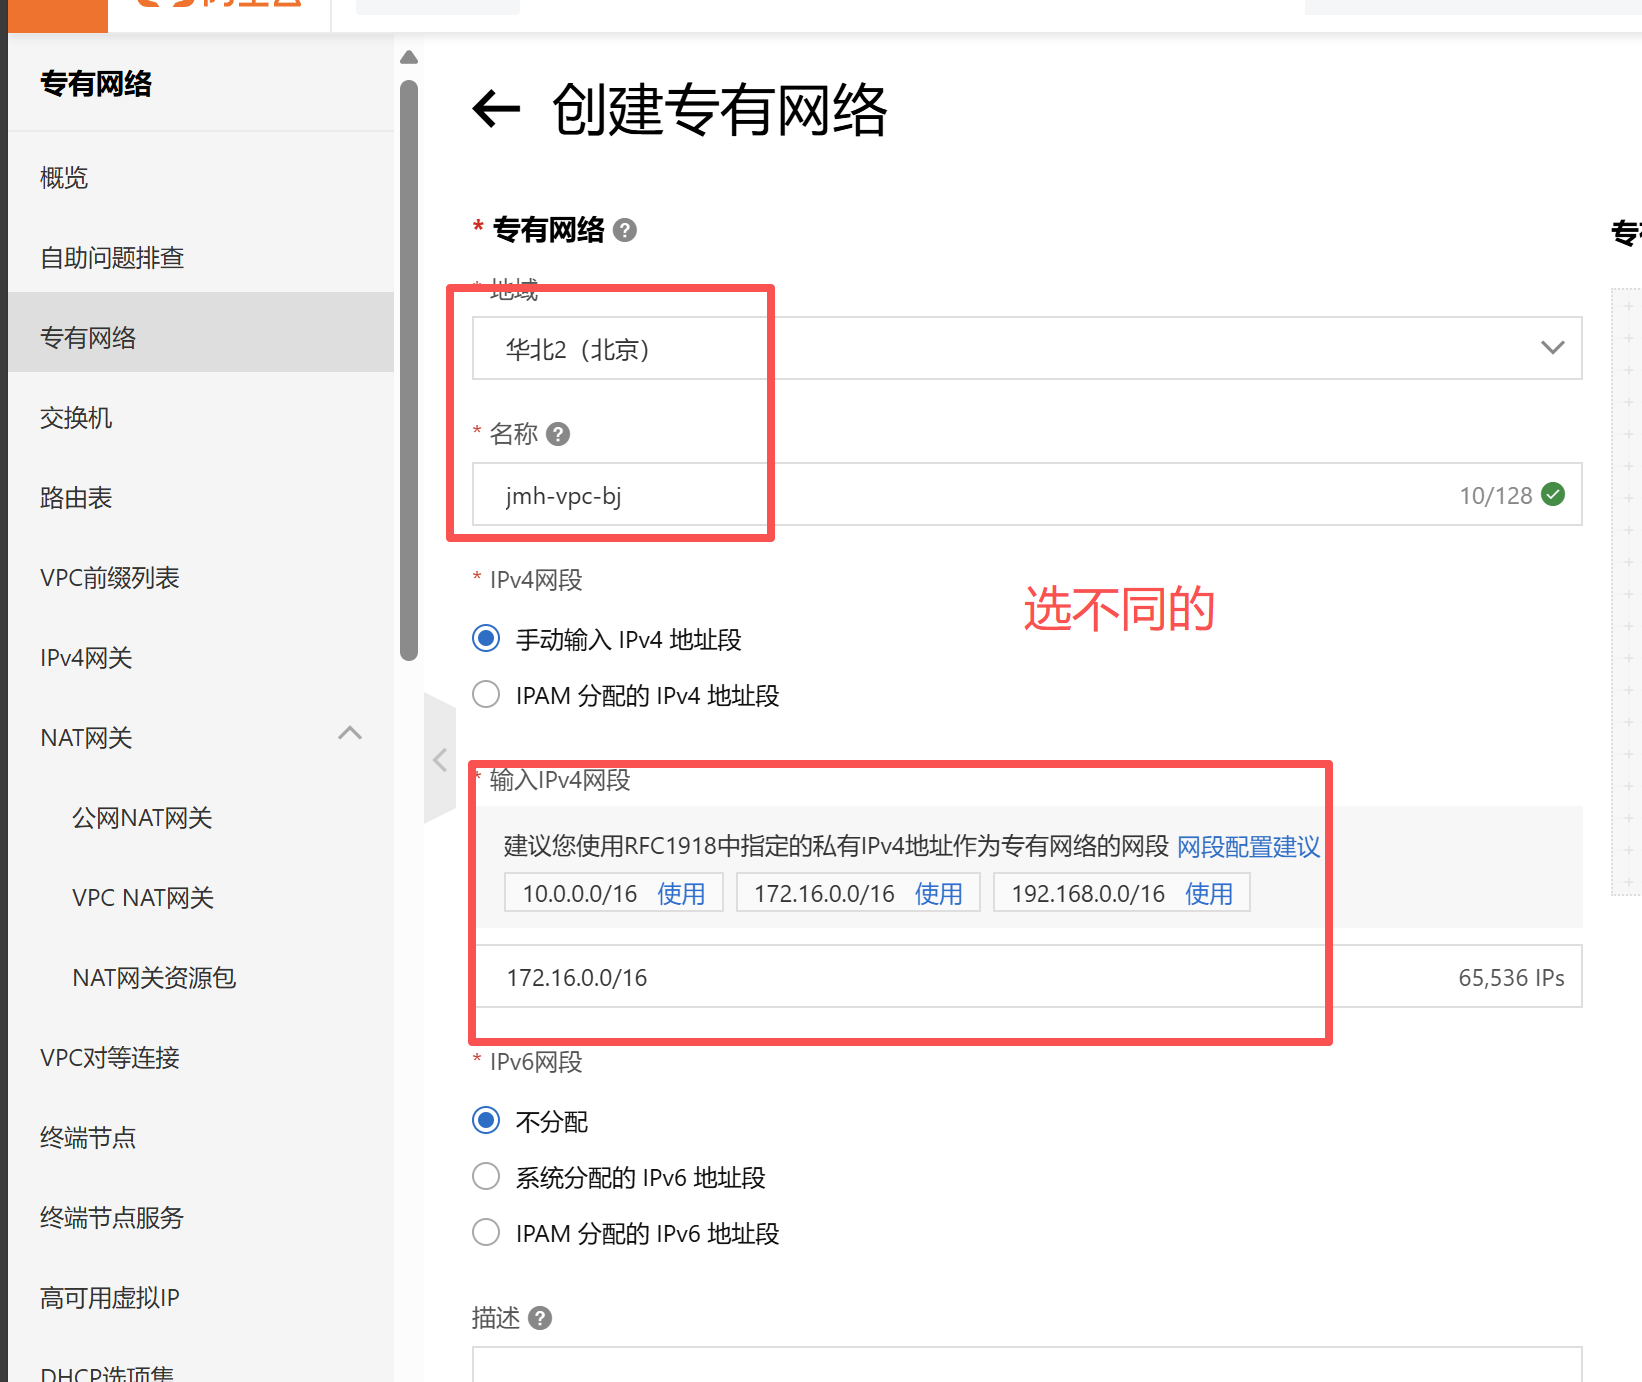 专有网络
概览
自助问题排查
专有网络
交换机
路由表
VPC前缀列表
IPv4网关
NAT网关
公网NAT网关
VPC NAT网关
NAT网关资源包
VPC对等连接
终端节点
终端节点服务
高可用虚拟IP
DHCP选项集
创建专有网络
* 专有网络
* 地域
华北2（北京）
* 名称
jmh-vpc-bj
10/128
* IPv4网段
选不同的
手动输入 IPv4 地址段
IPAM 分配的 IPv4 地址段
* 输入IPv4网段
建议您使用RFC1918中指定的私有IPv4地址作为专有网络的网段 网段配置建议
10.0.0.0/16 使用 172.16.0.0/16 使用 192.168.0.0/16 使用
172.16.0.0/16
65,536 IPs
* IPv6网段
不分配
系统分配的 IPv6 地址段
IPAM 分配的 IPv6 地址段
描述